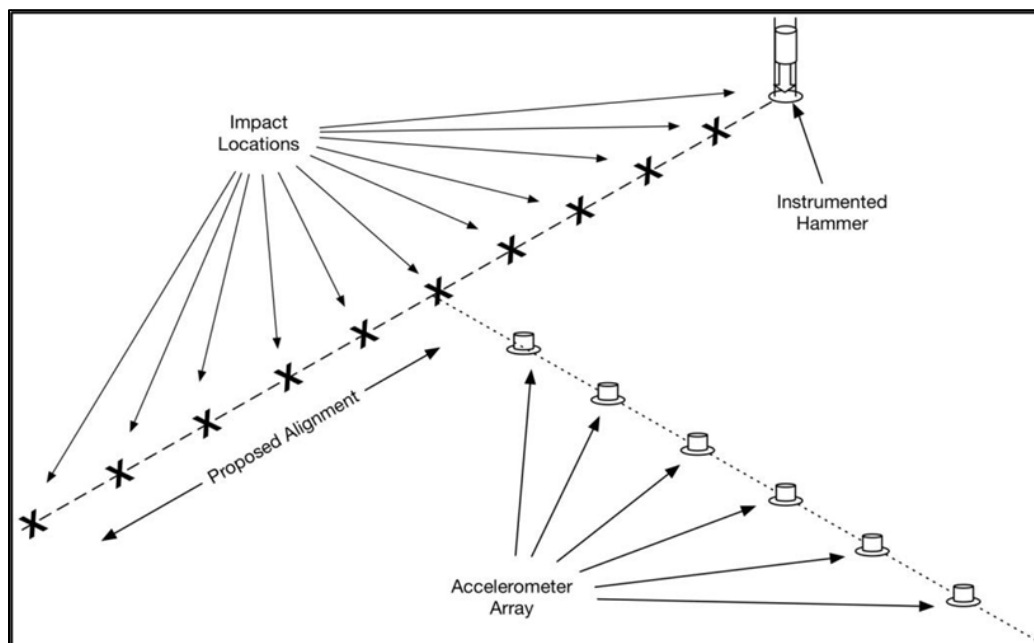 Impact
Locations
Instrumented
Hammer
Proposed Alignment
Accelerometer
Array